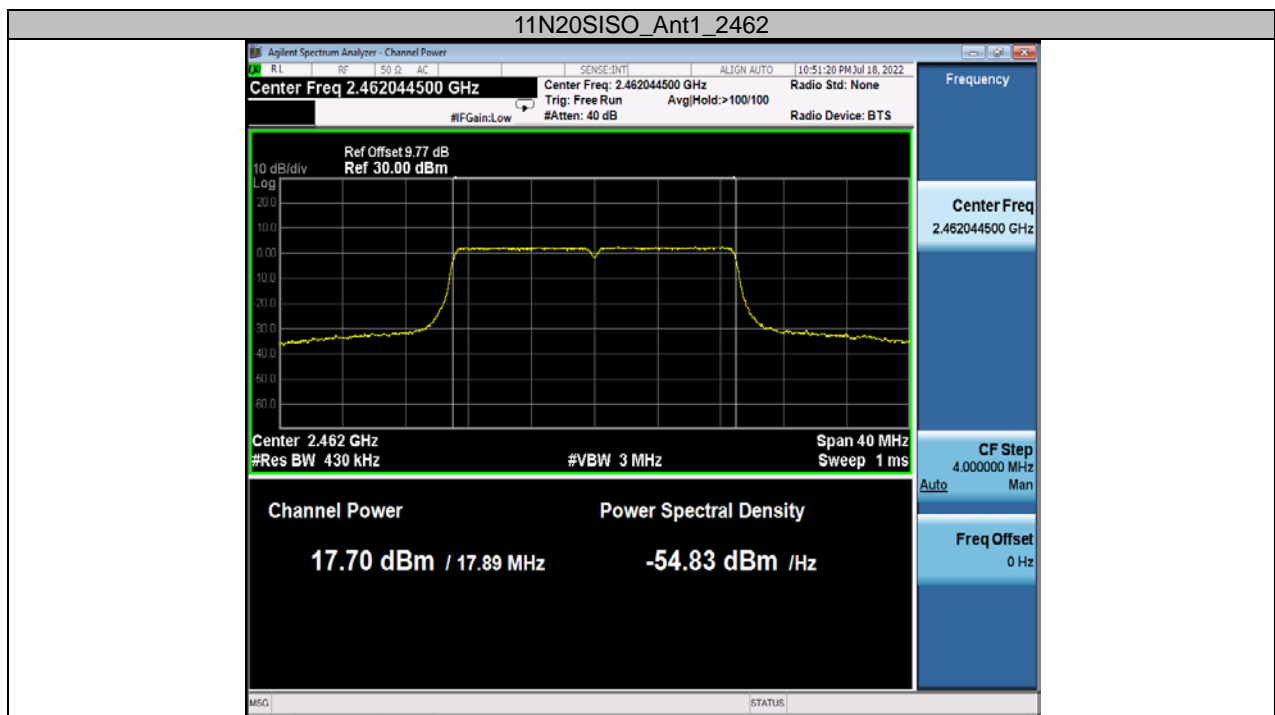 11N20SISO_Ant1_2462
Agilent Spectrum Analyzer - Channel Power
RL RF 50 Ω AC SENSE:INT ALIGN AUTO 10:51:20 PM Jul 18, 2022
Center Freq 2.462044500 GHz
Center Freq: 2.462044500 GHz
Radio Std: None
Trig: Free Run Avg|Hold:>100/100
#IFGain:Low
#Atten: 40 dB
Radio Device: BTS
Ref Offset 9.77 dB
10 dB/div Ref 30.00 dBm
Log
20.0
10.0
0.00
-10.0
-20.0
-30.0
-40.0
-50.0
-60.0
Center 2.462 GHz Span 40 MHz
#Res BW 430 kHz #VBW 3 MHz Sweep 1 ms
Channel Power Power Spectral Density
17.70 dBm / 17.89 MHz -54.83 dBm /Hz
Frequency
Center Freq
2.462044500 GHz
CF Step
4.000000 MHz
Auto Man
Freq Offset
0 Hz
MSG STATUS